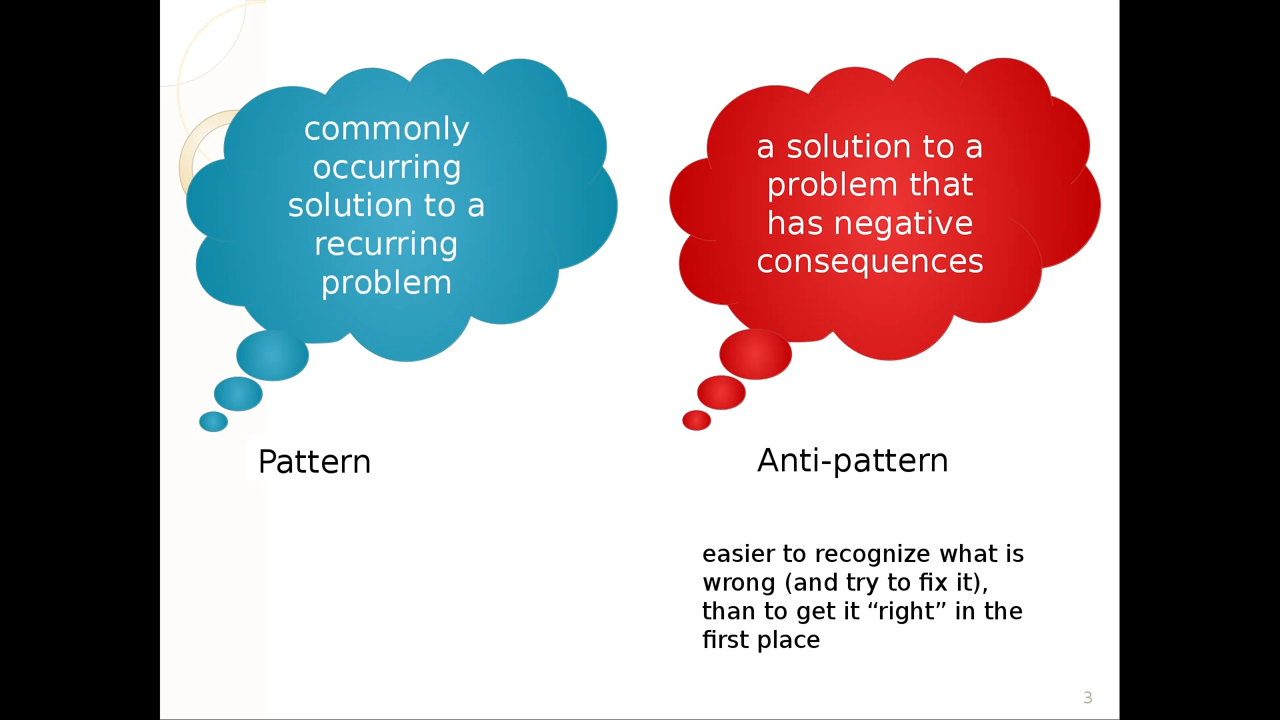 commonly
occurring
solution to a
recurring
problem
Pattern
a solution to a
problem that
has negative
consequences
Anti-pattern
easier to recognize what is
wrong (and try to fix it),
than to get it “right” in the
first place
3